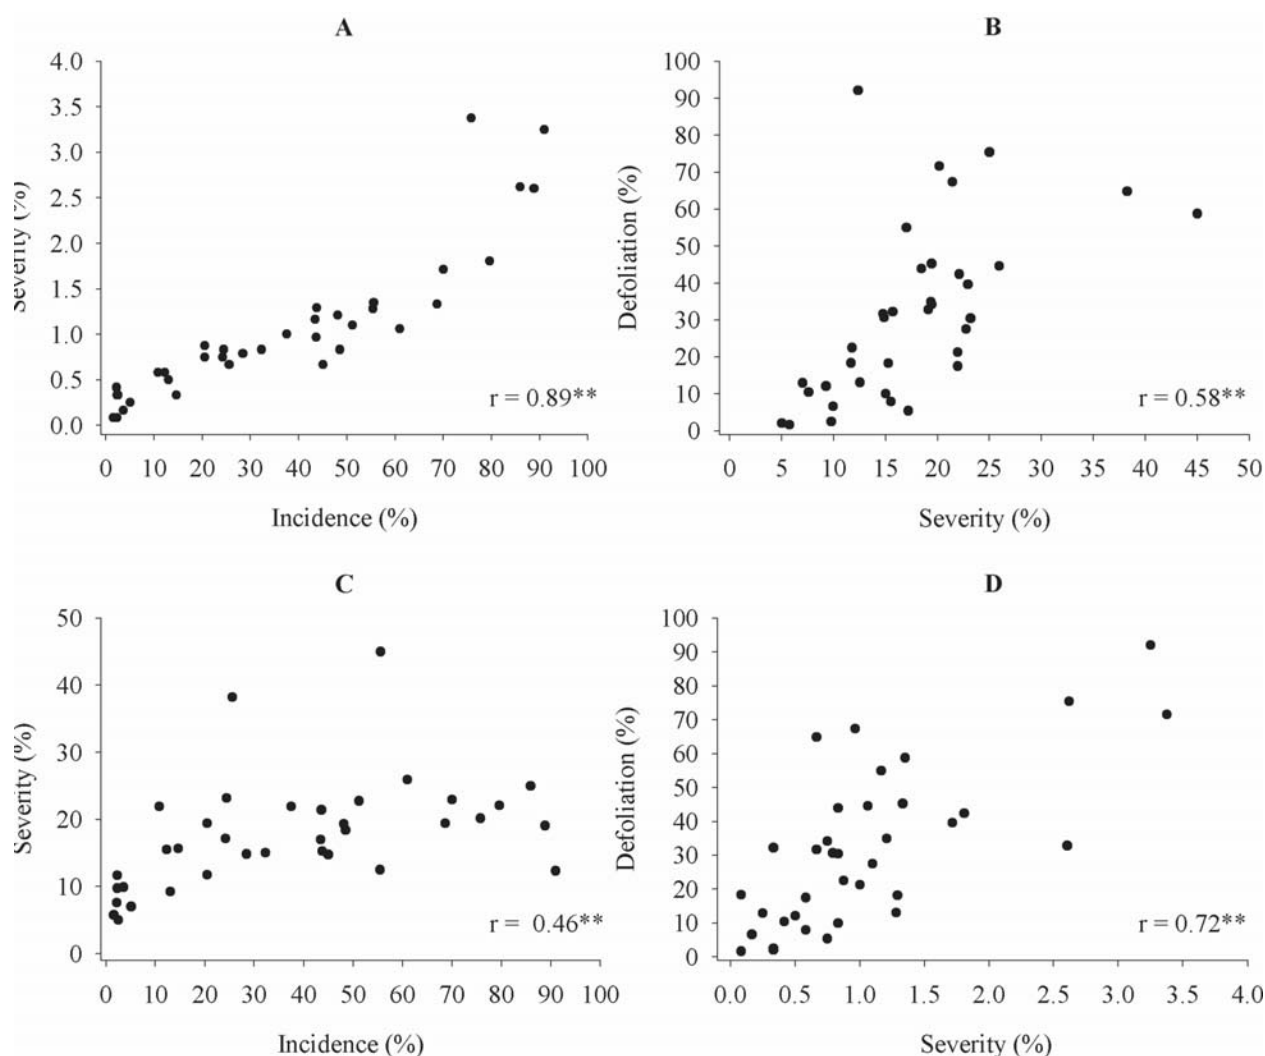 A
4.0
3.5
3.0
2.5
2.0
1.5
1.0
0.5
0.0
Severity (%)
r = 0.89**
0 10 20 30 40 50 60 70 80 90 100
Incidence (%)
B
100
90
80
70
60
50
40
30
20
10
0
Defoliation (%)
r = 0.58**
0 5 10 15 20 25 30 35 40 45 50
Severity (%)
C
50
40
30
20
10
0
Severity (%)
r = 0.46**
0 10 20 30 40 50 60 70 80 90 100
Incidence (%)
D
100
90
80
70
60
50
40
30
20
10
0
Defoliation (%)
r = 0.72**
0.0 0.5 1.0 1.5 2.0 2.5 3.0 3.5 4.0
Severity (%)